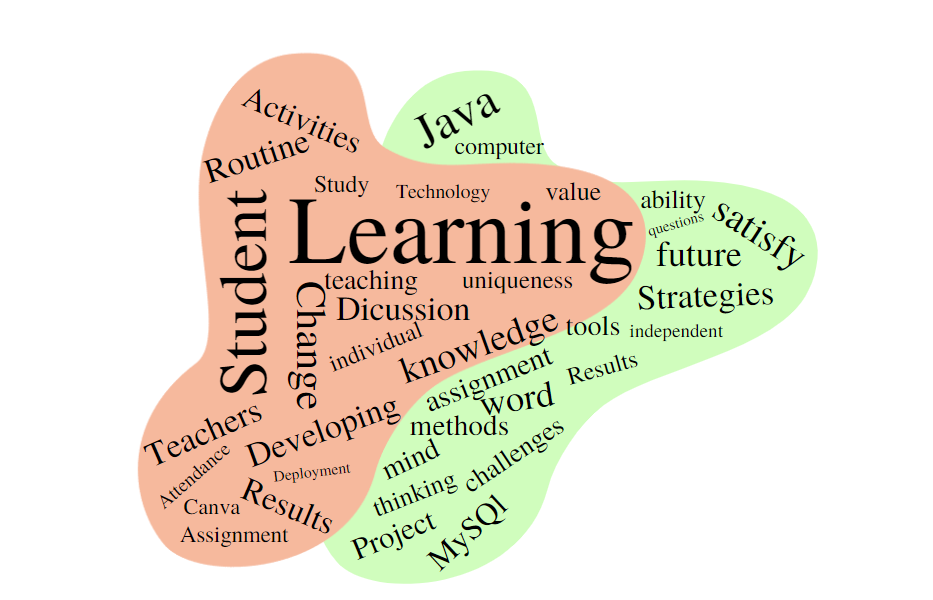 Activities
Java
Routine
computer
Study
Technology
value
ability
satisfy
Student
Learning
questions
future
teaching
uniqueness
Change
Dicussion
Strategies
individual
knowledge
tools
independent
assignment
Results
word
Teachers
Developing
methods
Attendance
Deployment
mind
challenges
Canva
Results
thinking
Assignment
Project
MySQl